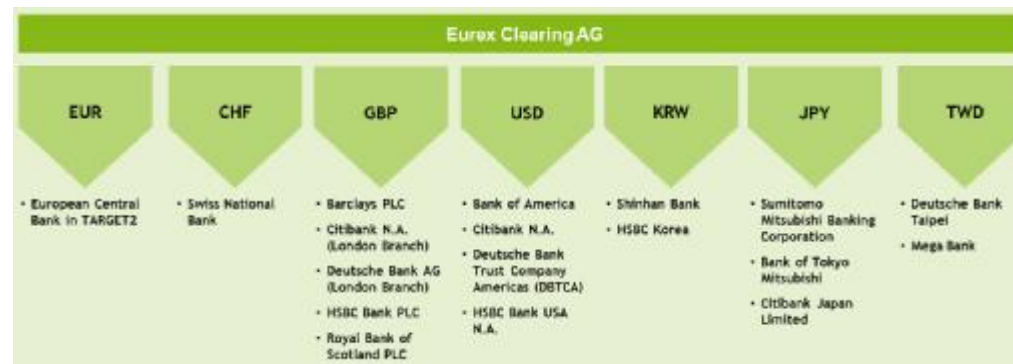 Eurex Clearing AG
EUR
CHF
GBP
USD
KRW
JPY
TWD
• European Central
Bank in TARGET2
• Swiss National
Bank
• Barclays PLC
• Citibank N.A.
(London Branch)
• Deutsche Bank AG
(London Branch)
• HSBC Bank PLC
• Royal Bank of
Scotland PLC
• Bank of America
• Citibank N.A.
• Deutsche Bank
Trust Company
Americas (DBTCA)
• HSBC Bank USA
N.A.
• Shinhan Bank
• HSBC Korea
• Sumitomo
Mitsubishi Banking
Corporation
• Bank of Tokyo
Mitsubishi
• Citibank Japan
Limited
• Deutsche Bank
Taipei
• Mega Bank